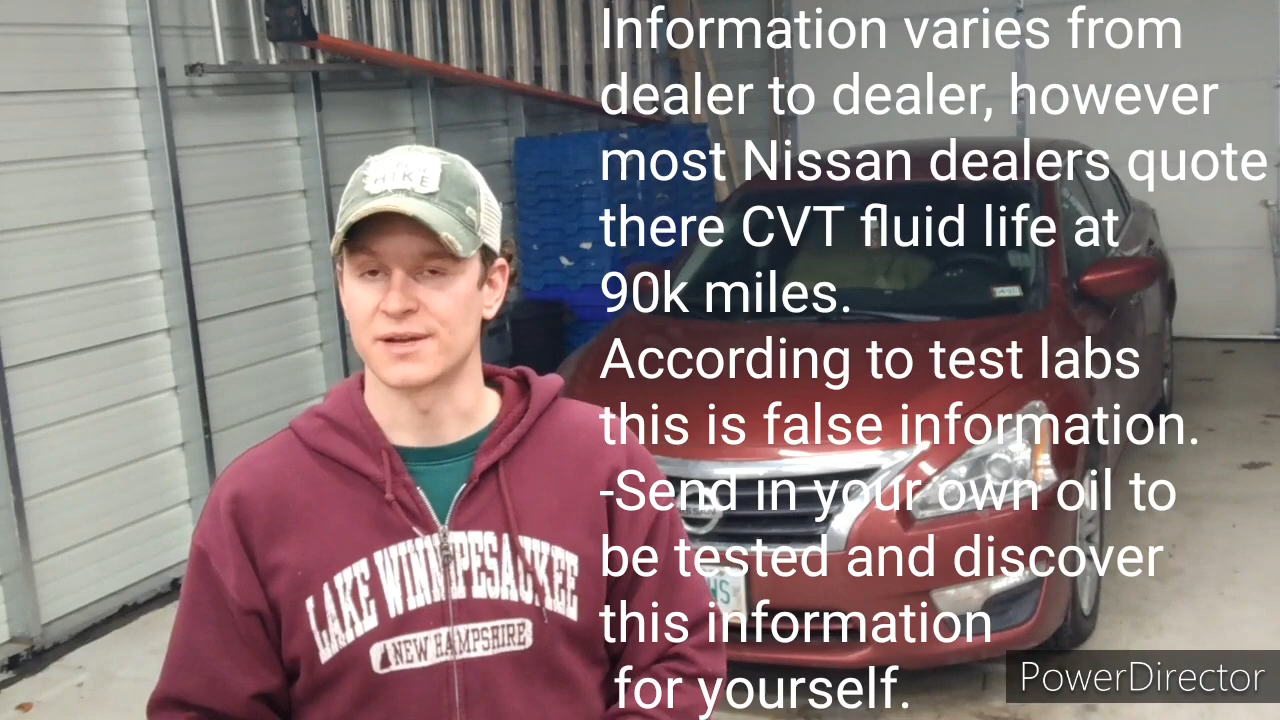 Information varies from
dealer to dealer, however
most Nissan dealers quote
there CVT fluid life at
90k miles.
According to test labs
this is false information.
-Send in your own oil to
be tested and discover
this information
for yourself.
HIKE
LAKE WINNIPESAUKEE
NEW HAMPSHIRE
PowerDirector